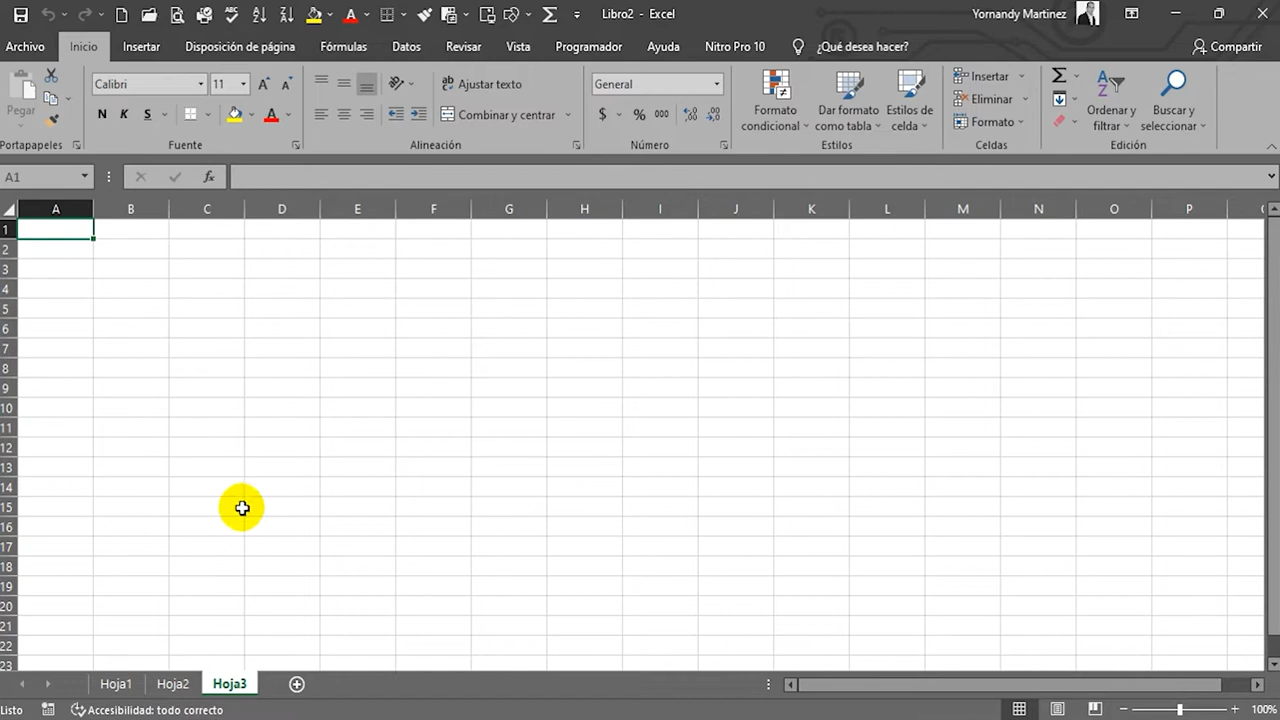 Libro2 - Excel
Yornandy Martinez
Archivo Inicio Insertar Disposición de página Fórmulas Datos Revisar Vista Programador Ayuda Nitro Pro 10 ¿Qué desea hacer? Compartir
Pegar
Portapapeles
Calibri 11
N K S
Fuente
Ajustar texto
Combinar y centrar
Alineación
General
$ % 000
Número
Formato condicional
Dar formato como tabla
Estilos de celda
Estilos
Insertar
Eliminar
Formato
Celdas
Ordenar y filtrar
Buscar y seleccionar
Edición
A1 fx
A B C D E F G H I J K L M N O P
1
2
3
4
5
6
7
8
9
10
11
12
13
14
15
16
17
18
19
20
21
22
23
Hoja1 Hoja2 Hoja3
Listo Accesibilidad: todo correcto 100%